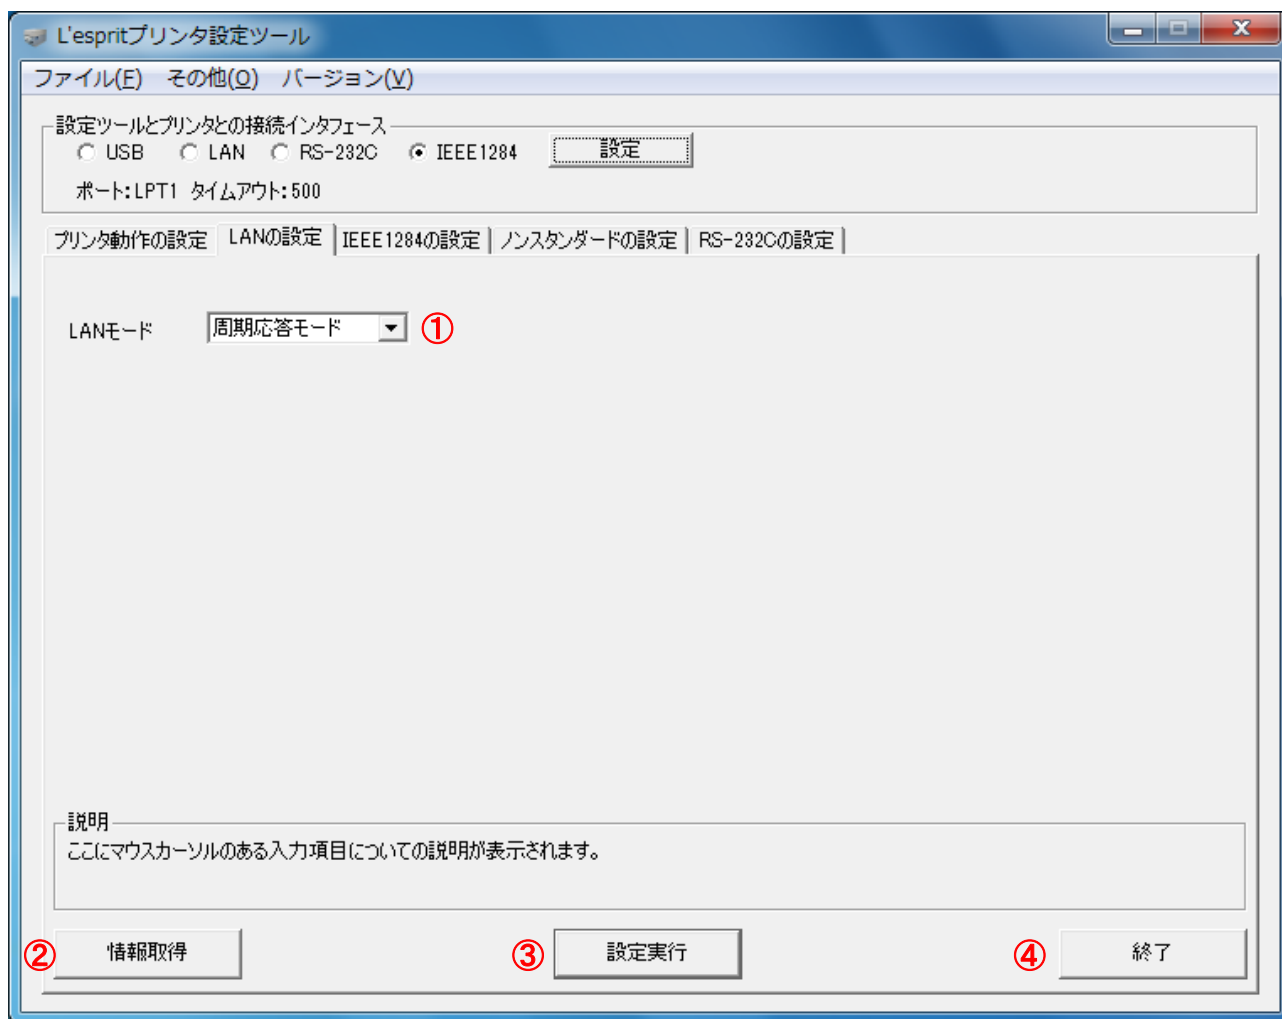 L'espritプリンタ設定ツール
ファイル(F) その他(O) バージョン(V)
設定ツールとプリンタとの接続インタフェース
USB LAN RS-232C IEEE1284 設定
ポート:LPT1 タイムアウト:500
プリンタ動作の設定 LANの設定 IEEE1284の設定 ノンスタンダードの設定 RS-232Cの設定
LANモード 周期応答モード ①
説明
ここにマウスカーソルのある入力項目についての説明が表示されます。
② 情報取得 ③ 設定実行 ④ 終了